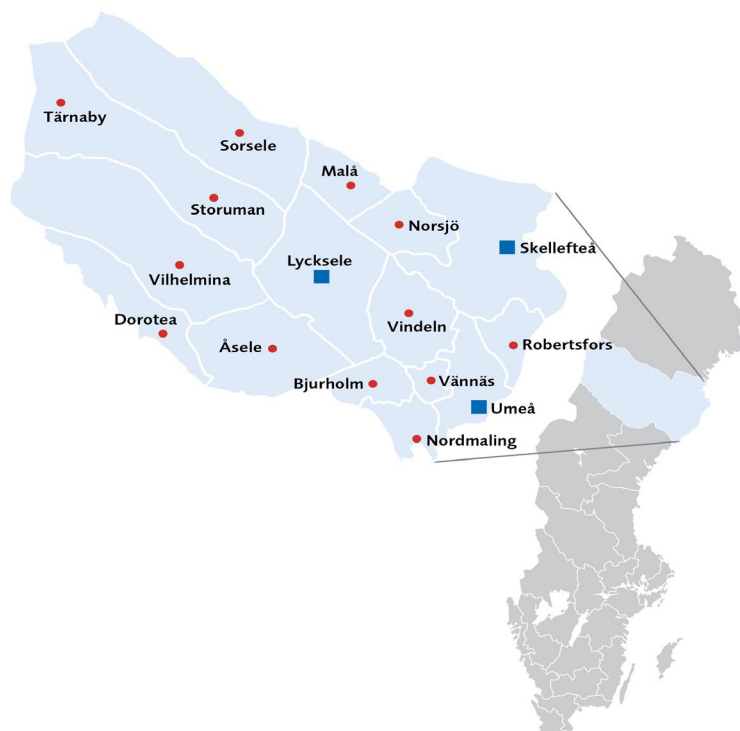 Tärnaby
Sorsele
Malå
Storuman
Norsjö
Skellefteå
Lycksele
Vilhelmina
Dorotea
Vindeln
Åsele
Robertsfors
Bjurholm
Vännäs
Umeå
Nordmaling